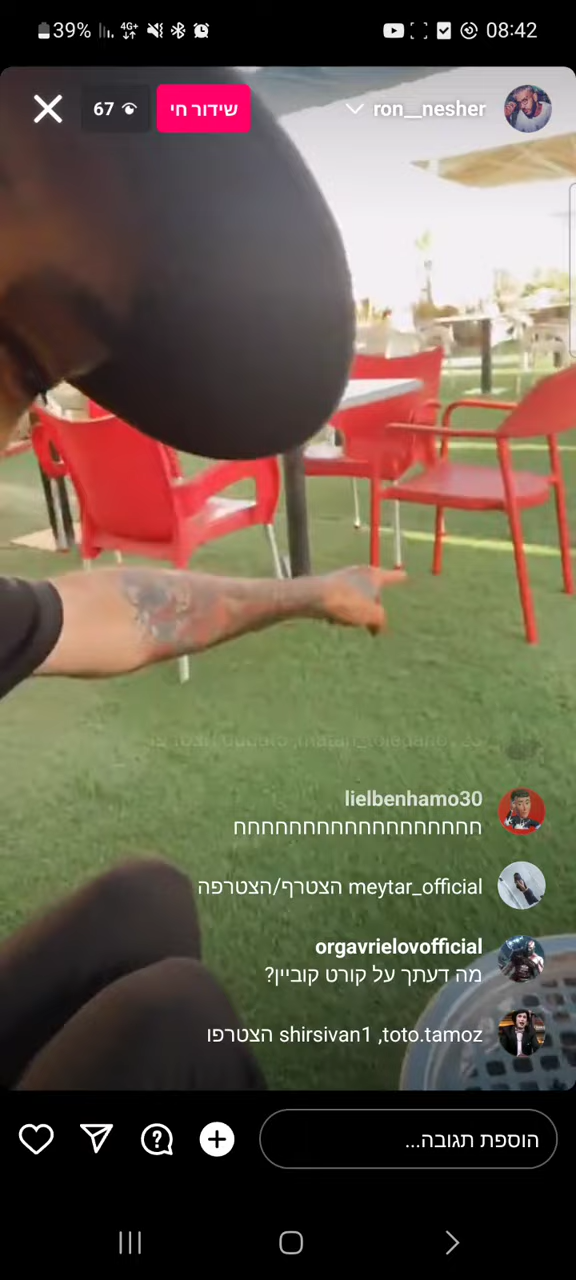 39% 4G+ 08:42
67 שידור חי ron__nesher
lielbenhamo30
חחחחחחחחחחחחחחחחחח
meytar_official הצטרף/הצטרפה
orgavrielovofficial
מה דעתך על קורט קוביין?
shirsivan1 ,toto.tamoz הצטרפו
הוספת תגובה...